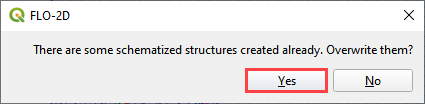 FLO-2D
There are some schematized structures created already. Overwrite them?
Yes No